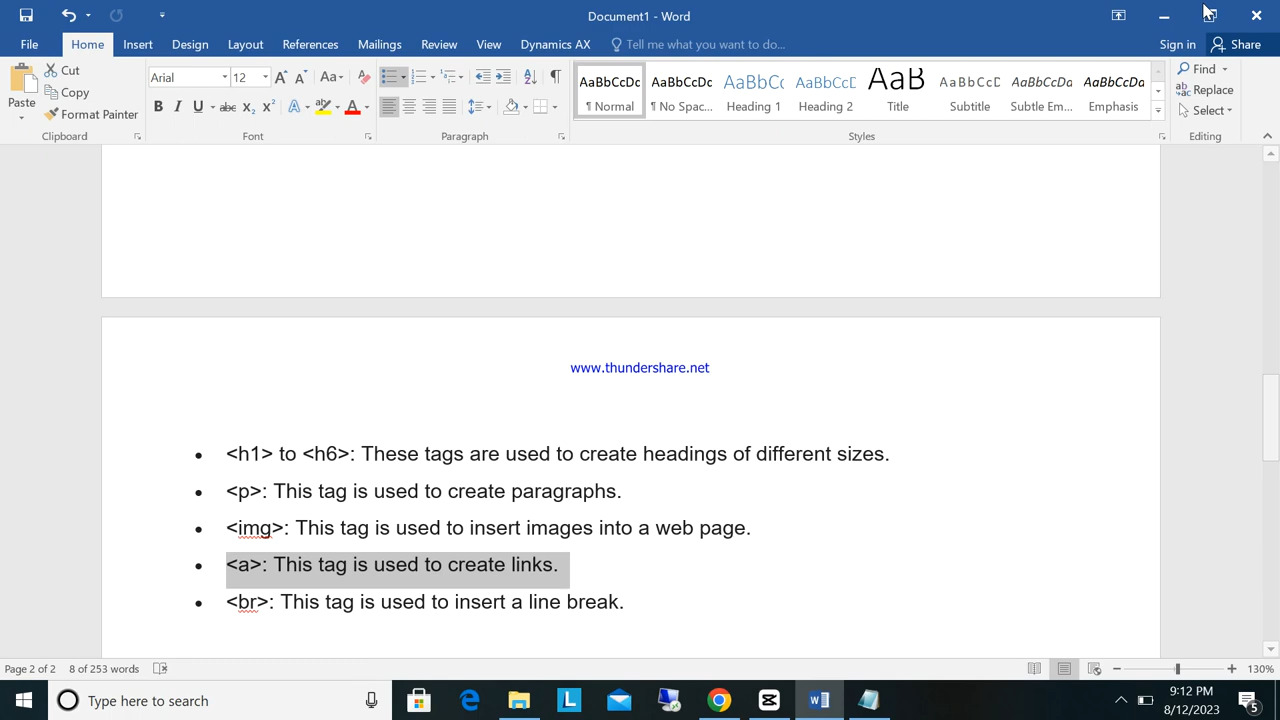 Document1 - Word
File Home Insert Design Layout References Mailings Review View Dynamics AX Tell me what you want to do... Sign in Share
Paste
Cut
Copy
Format Painter
Clipboard
Arial 12
Font
Paragraph
AaBbCcDc AaBbCcDc AaBbCc AaBbCcD AaB AaBbCcD AaBbCcDc AaBbCcDc
¶ Normal ¶ No Spac... Heading 1 Heading 2 Title Subtitle Subtle Em... Emphasis
Styles
Find
Replace
Select
Editing
www.thundershare.net
• <h1> to <h6>: These tags are used to create headings of different sizes.
• <p>: This tag is used to create paragraphs.
• <img>: This tag is used to insert images into a web page.
• <a>: This tag is used to create links.
• <br>: This tag is used to insert a line break.
Page 2 of 2 8 of 253 words 130%
Type here to search
9:12 PM
8/12/2023
5